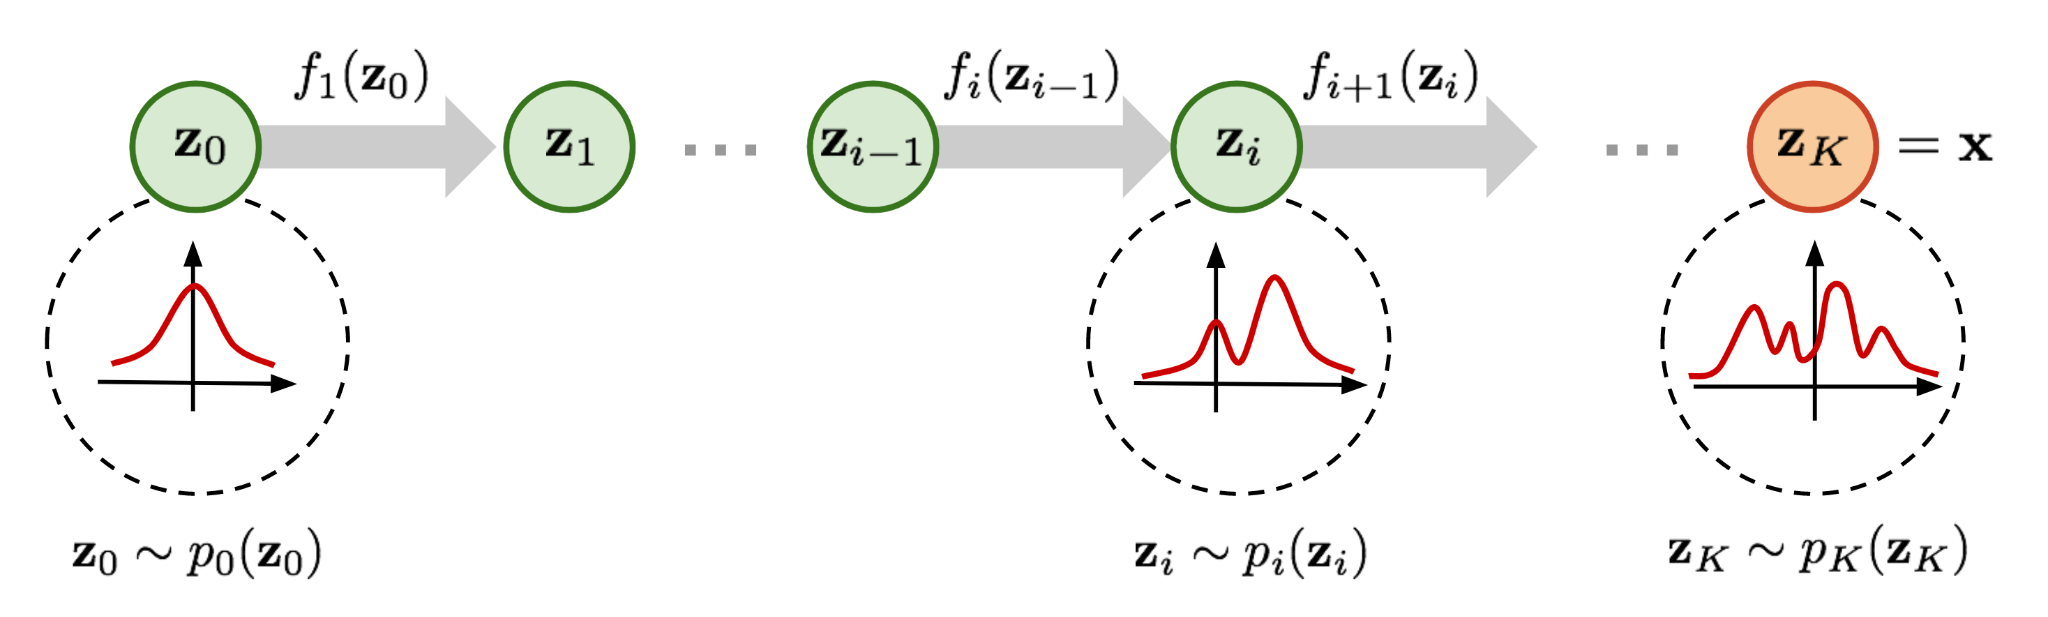 f₁(z₀) fᵢ(zᵢ₋₁) fᵢ₊₁(zᵢ)
z₀ z₁ ... zᵢ₋₁ zᵢ ... z_K = x
z₀ ∼ p₀(z₀) zᵢ ∼ pᵢ(zᵢ) z_K ∼ p_K(z_K)